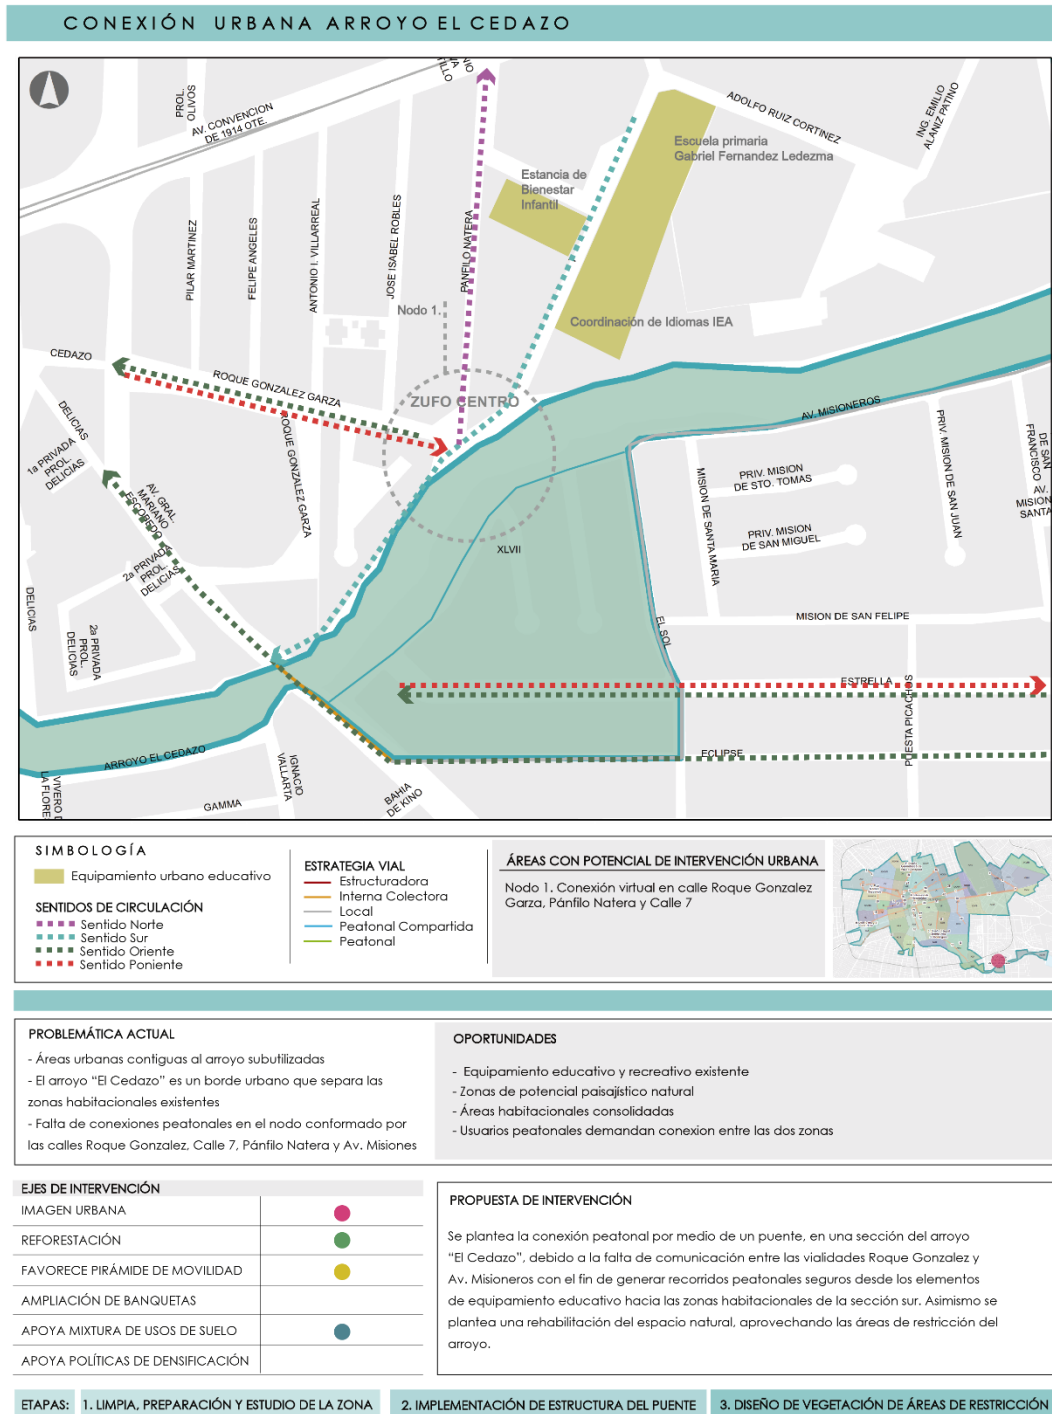 CONEXIÓN URBANA ARROYO EL CEDAZO
PROL.
OLIVOS
AV. CONVENCION
DE 1914 OTE.
ADOLFO RUIZ CORTINEZ
ING. EMILIO
ALANIZ PATINO
Escuela primaria
Gabriel Fernandez Ledezma
Estancia de
Bienestar
Infantil
PILAR MARTINEZ
FELIPE ANGELES
ANTONIO I. VILLARREAL
JOSE ISABEL ROBLES
PANFILO NATERA
Nodo 1.
Coordinación de Idiomas IEA
CEDAZO
ROQUE GONZALEZ GARZA
ZUFO CENTRO
AV. MISIONEROS
DELICIAS
1a PRIVADA
PROL.
DELICIAS
ROQUE GONZALEZ GARZA
AV. GRAL.
MARIANO
ESCOBEDO
PRIV. MISION
DE STO. TOMAS
PRIV. MISION DE SAN JUAN
DE SAN
FRANCISCO
AV.
MISION
SANTA
MISION DE SANTA MARIA
PRIV. MISION
DE SAN MIGUEL
XLVII
2a PRIVADA
PROL.
DELICIAS
DELICIAS
2a PRIVADA
PROL.
DELICIAS
EL SOL
MISION DE SAN FELIPE
ESTRELLA
PUESTA PICACHOS
ECLIPSE
ARROYO EL CEDAZO
IGNACIO
VALLARTA
BAHIA
DE KINO
GAMMA
VIVERO D
LA FLORES
SIMBOLOGÍA
Equipamiento urbano educativo
SENTIDOS DE CIRCULACIÓN
Sentido Norte
Sentido Sur
Sentido Oriente
Sentido Poniente
ESTRATEGIA VIAL
Estructuradora
Interna Colectora
Local
Peatonal Compartida
Peatonal
ÁREAS CON POTENCIAL DE INTERVENCIÓN URBANA
Nodo 1. Conexión virtual en calle Roque Gonzalez
Garza, Pánfilo Natera y Calle 7
PROBLEMÁTICA ACTUAL
- Áreas urbanas contiguas al arroyo subutilizadas
- El arroyo “El Cedazo” es un borde urbano que separa las
zonas habitacionales existentes
- Falta de conexiones peatonales en el nodo conformado por
las calles Roque Gonzalez, Calle 7, Pánfilo Natera y Av. Misiones
OPORTUNIDADES
- Equipamiento educativo y recreativo existente
- Zonas de potencial paisajístico natural
- Áreas habitacionales consolidadas
- Usuarios peatonales demandan conexion entre las dos zonas
EJES DE INTERVENCIÓN
IMAGEN URBANA
REFORESTACIÓN
FAVORECE PIRÁMIDE DE MOVILIDAD
AMPLIACIÓN DE BANQUETAS
APOYA MIXTURA DE USOS DE SUELO
APOYA POLÍTICAS DE DENSIFICACIÓN
PROPUESTA DE INTERVENCIÓN
Se plantea la conexión peatonal por medio de un puente, en una sección del arroyo
“El Cedazo”, debido a la falta de comunicación entre las vialidades Roque Gonzalez y
Av. Misioneros con el fin de generar recorridos peatonales seguros desde los elementos
de equipamiento educativo hacia las zonas habitacionales de la sección sur. Asimismo se
plantea una rehabilitación del espacio natural, aprovechando las áreas de restricción del
arroyo.
ETAPAS:
1. LIMPIA, PREPARACIÓN Y ESTUDIO DE LA ZONA
2. IMPLEMENTACIÓN DE ESTRUCTURA DEL PUENTE
3. DISEÑO DE VEGETACIÓN DE ÁREAS DE RESTRICCIÓN